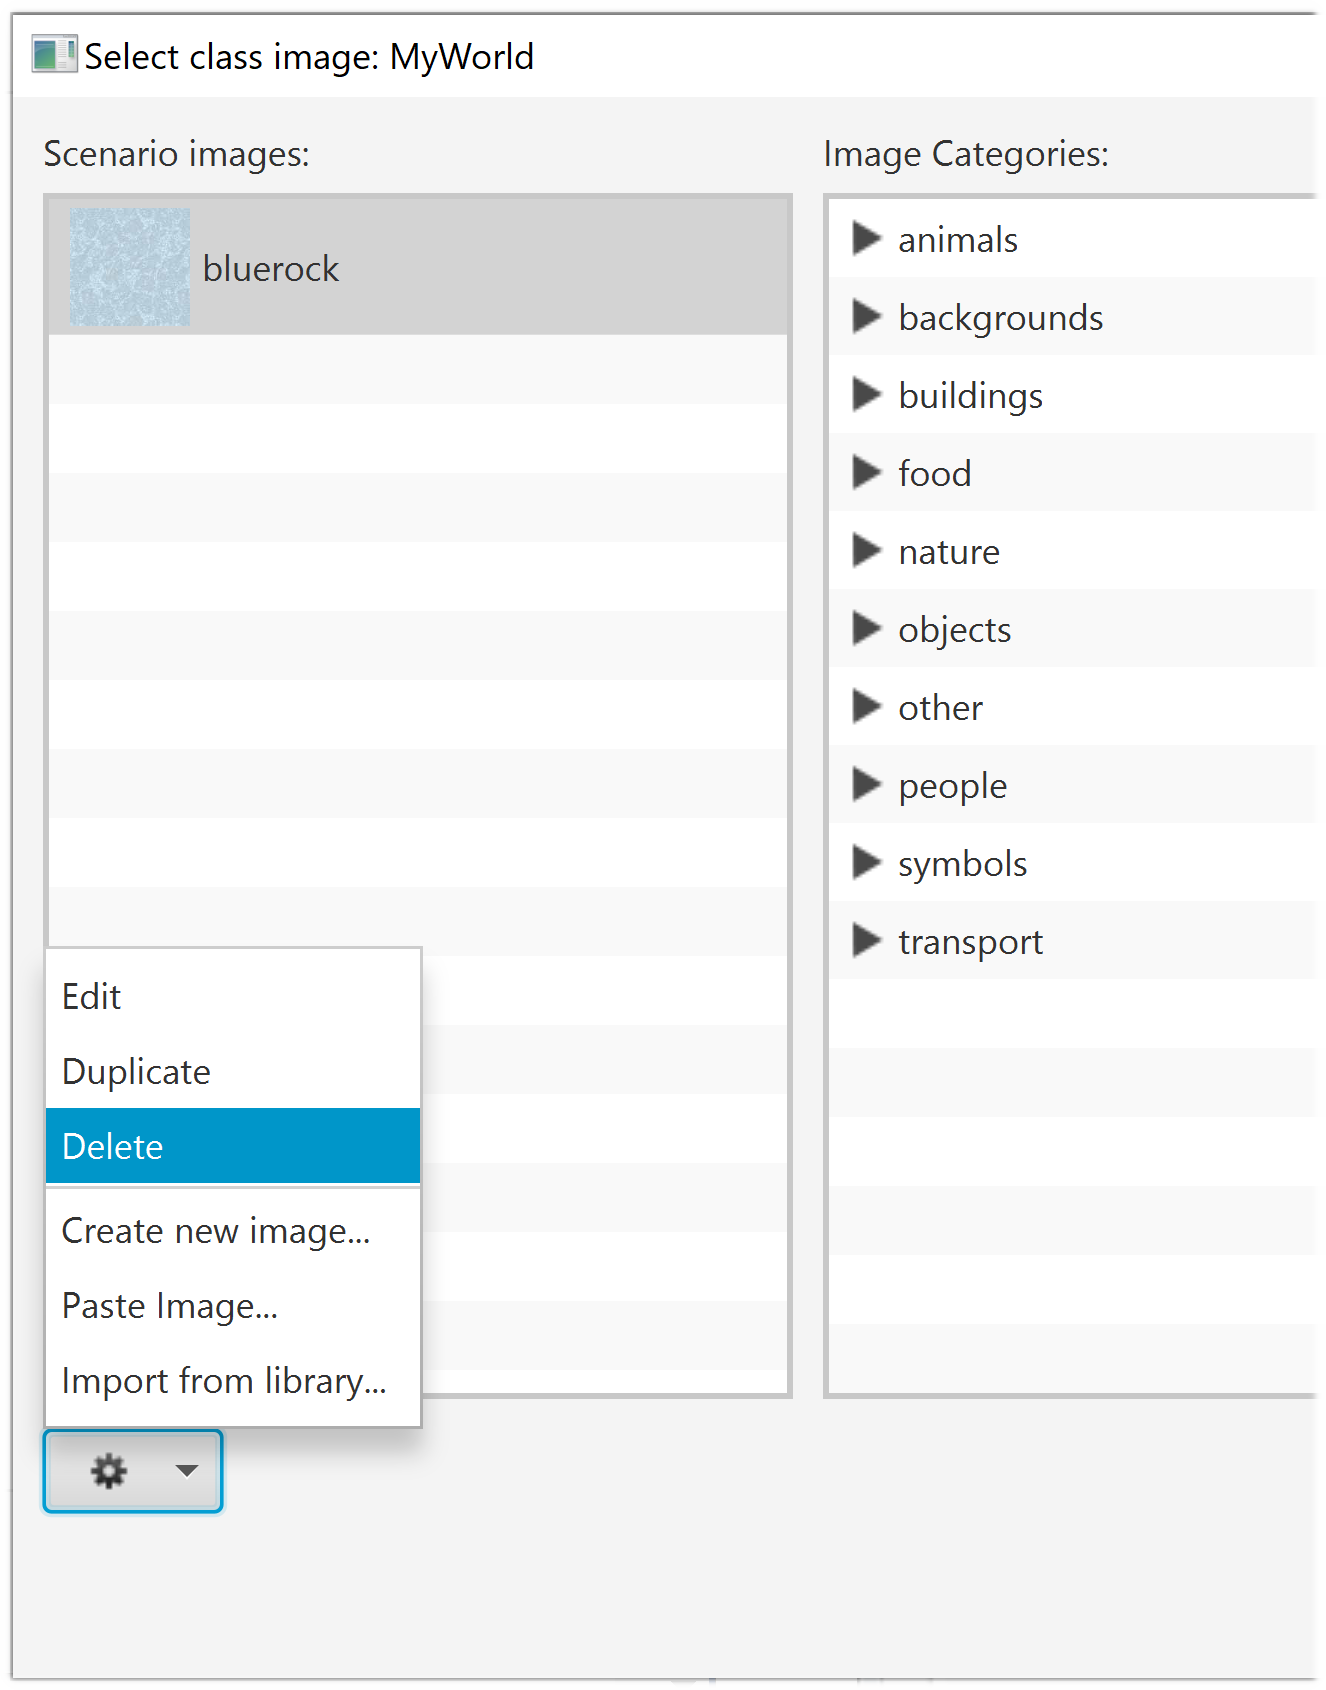 Select class image: MyWorld
Scenario images:
bluerock
Edit
Duplicate
Delete
Create new image...
Paste Image...
Import from library...
Image Categories:
animals
backgrounds
buildings
food
nature
objects
other
people
symbols
transport